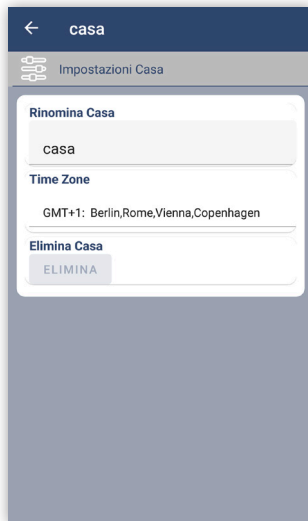 casa
Impostazioni Casa
Rinomina Casa
casa
Time Zone
GMT+1: Berlin,Rome,Vienna,Copenhagen
Elimina Casa
ELIMINA